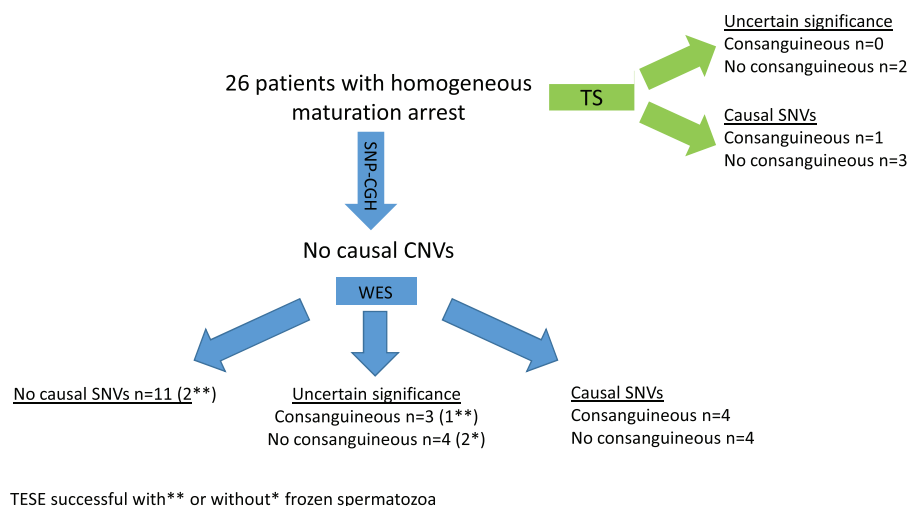 Uncertain significance
Consanguineous n=0
No consanguineous n=2
26 patients with homogeneous
maturation arrest
TS
Causal SNVs
Consanguineous n=1
No consanguineous n=3
SNP-CGH
No causal CNVs
WES
No causal SNVs n=11 (2**)
Uncertain significance
Consanguineous n=3 (1**)
No consanguineous n=4 (2*)
Causal SNVs
Consanguineous n=4
No consanguineous n=4
TESE successful with** or without* frozen spermatozoa